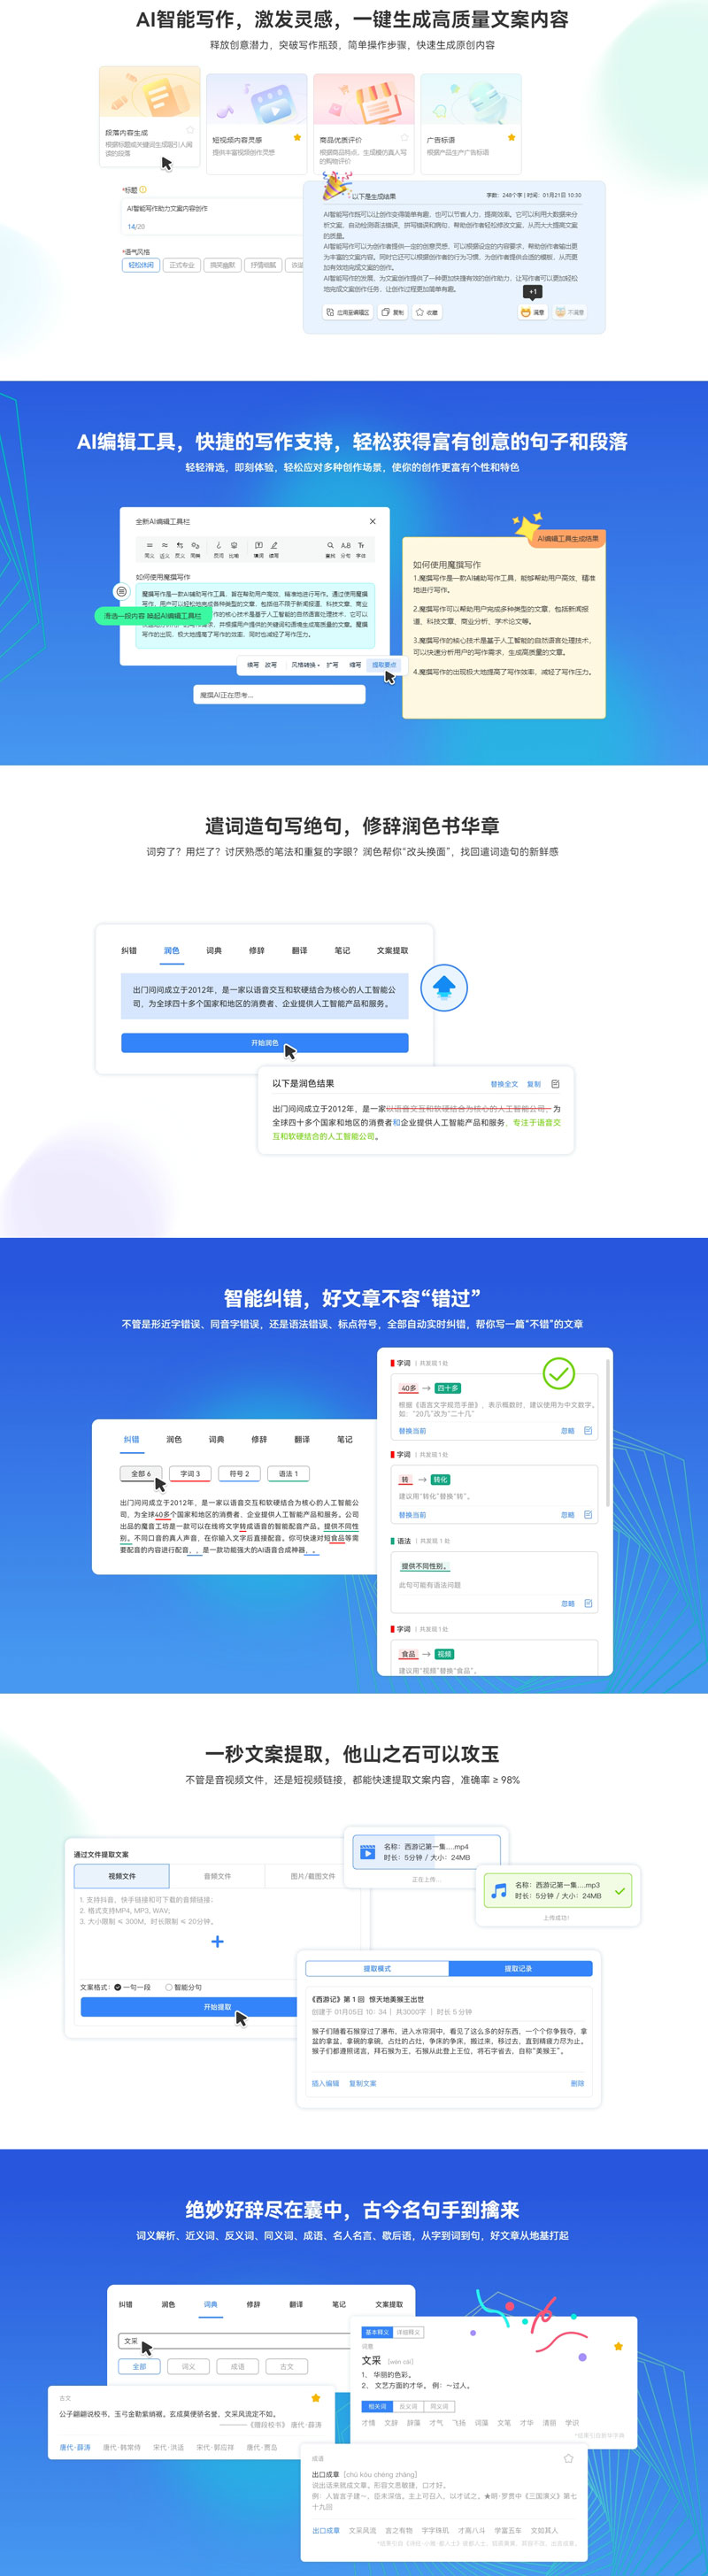 AI智能写作，激发灵感，一键生成高质量文案内容
释放创意潜力，突破写作瓶颈，简单操作步骤，快速生成原创内容
段落内容生成
根据标题或关键词生成吸引人阅
读的段落
短视频内容灵感
提供丰富视频创作灵感
商品优质评价
根据商品特点，生成模仿真人写
的购物评价
广告标语
根据产品生产广告标语
*标题
AI智能写作助力文案内容创作
14/20
*语气风格
轻松休闲
正式专业
搞笑幽默
抒情细腻
以下是生成结果
字数：248个字 | 时间：01月21日 10:30
AI智能写作既可以让创作变得简单有趣，也可以节省人力、提高效率。它可以利用大数据来分
析文案，自动检测语法错误、拼写错误和病句，帮助创作者轻松修改文案，从而大大提高文案
的质量。
AI智能写作可以为创作者提供一定的创意灵感，可以根据设定的内容要求，帮助创作者输出更
为丰富的文案内容。同时它还可以根据创作者的行为习惯，为创作者提供合适的模板，从而更
加有效地完成文案的创作。
AI智能写作的发展，为文案创作提供了一种更加快捷有效的创作助力，让写作者可以更加轻松
地完成文案创作任务，让创作过程更加简单有趣。
+1
应用至编辑区
复制
收藏
满意
不满意
AI编辑工具，快捷的写作支持，轻松获得富有创意的句子和段落
轻轻滑选，即刻体验，轻松应对多种创作场景，使你的创作更富有个性和特色
全新AI编辑工具栏
同义 近义 反义
查找 分句 字体
如何使用魔撰写作
魔撰写作是一款AI辅助写作工具，旨在帮助用户高效、精准地进行写作。通过使用魔撰
写作的出现，极大地提高了写作的效率，同时也减轻了写作压力。
滑选一段内容 唤起AI编辑工具栏
续写 改写 风格转换 扩写 缩写 提取要点
魔撰AI正在思考...
AI编辑工具生成结果
如何使用魔撰写作
1.魔撰写作是一款AI辅助写作工具，能够帮助用户高效、精准
地进行写作。
2.魔撰写作可以帮助用户完成多种类型的文章，包括新闻报
道、科技文章、商业分析、学术论文等。
3.魔撰写作的核心技术是基于人工智能的自然语言处理技术，
可以快速分析用户的写作需求，生成高质量的文章。
4.魔撰写作的出现极大地提高了写作效率，减轻了写作压力。
遣词造句写绝句，修辞润色书华章
词穷了？用烂了？讨厌熟悉的笔法和重复的字眼？润色帮你“改头换面”，找回遣词造句的新鲜感
纠错 润色 词典 修辞 翻译 笔记 文案提取
出门问问成立于2012年，是一家以语音交互和软硬结合为核心的人工智能公
司，为全球四十多个国家和地区的消费者、企业提供人工智能产品和服务。
开始润色
以下是润色结果
替换全文 复制
出门问问成立于2012年，是一家以语音交互和软硬结合为核心的人工智能公司，为
全球四十多个国家和地区的消费者和企业提供人工智能产品和服务，专注于语音交
互和软硬结合的人工智能公司。
智能纠错，好文章不容“错过”
不管是形近字错误、同音字错误，还是语法错误、标点符号，全部自动实时纠错，帮你写一篇“不错”的文章
纠错 润色 词典 修辞 翻译 笔记
全部 6
字词 3
符号 2
语法 1
出门问问成立于2012年，是一家以语音交互和软硬结合为核心的人工智能公
司，为全球40多个国家和地区的消费者、企业提供人工智能产品和服务。公司
出品的魔音工坊是一款可以在线将文字转成语音的智能配音产品。提供不同性
别。不同口音的真人声音，在你输入文字后直接配音。你可快速对短食品等需
要配音的内容进行配音、，是一款功能强大的AI语音合成神器。。
字词 | 共发现1处
40多 → 四十多
根据《语言文字规范手册》，表示概数时，建议使用为中文数字。
如：“20几”改为“二十几”
替换当前
忽略
字词 | 共发现1处
转 → 转化
建议用“转化”替换“转”。
替换当前
忽略
语法 | 共发现1处
提供不同性别。
此句可能有语法问题
忽略
字词 | 共发现1处
食品 → 视频
建议用“视频”替换“食品”。
一秒文案提取，他山之石可以攻玉
不管是音视频文件，还是短视频链接，都能快速提取文案内容，准确率 ≥ 98%
通过文件提取文案
视频文件
音频文件
图片/截图文件
1. 支持抖音，快手链接和可下载的音频链接；
2. 格式支持MP4, MP3, WAV;
3. 大小限制 ≤ 300M，时长限制 ≤ 20分钟。
文案格式： 一句一段 智能分句
开始提取
名称：西游记第一集....mp4
时长：5分钟 / 大小：24MB
正在上传...
名称：西游记第一集....mp3
时长：5分钟 / 大小：24MB
上传成功！
提取模式
提取记录
《西游记》第 1 回 惊天地美猴王出世
创建于 01月05日 10：34 | 共3000字 | 时长 5 分钟
猴子们随着石猴穿过了瀑布，进入水帘洞中，看见了这么多的好东西，一个个你争我夺，拿
盆的拿盆、拿碗的拿碗、占灶的占灶，争床的争床，搬过来，移过去，直到精疲力尽为止。
猴子们都遵照诺言，拜石猴为王，石猴从此登上王位，将石字省去，自称“美猴王”。
插入编辑 复制文案
删除
绝妙好辞尽在囊中，古今名句手到擒来
词义解析、近义词、反义词、同义词、成语、名人名言、歇后语，从字到词到句，好文章从地基打起
纠错 润色 词典 修辞 翻译 笔记 文案提取
文采
全部
词义
成语
古文
基本释义
详细释义
词意
文采 [wén cǎi]
1、 华丽的色彩。
2、 文艺方面的才华。 例：~过人。
相关词
反义词
同义词
才情 文辞 辞藻 才气 飞扬 词藻 文笔 才华 清丽 学识
古文
公子翩翩说校书，玉弓金勒紫绡裾。玄成莫便骄名誉，文采风流定不如。
——《赠段校书》 唐代·薛涛
唐代·薛涛 唐代·韩常侍 宋代·洪适 宋代·郭应祥 唐代·贾岛
成语
出口成章 [chū kǒu chéng zhāng]
说出话来就成文章。形容文思敏捷，口才好。
例：人皆言子建~，臣未深信。主上可召入，以才试之。★明·罗贯中《三国演义》第七
十九回
出口成章 文采风流 言之有物 字字珠玑 才高八斗 学富五车 文如其人